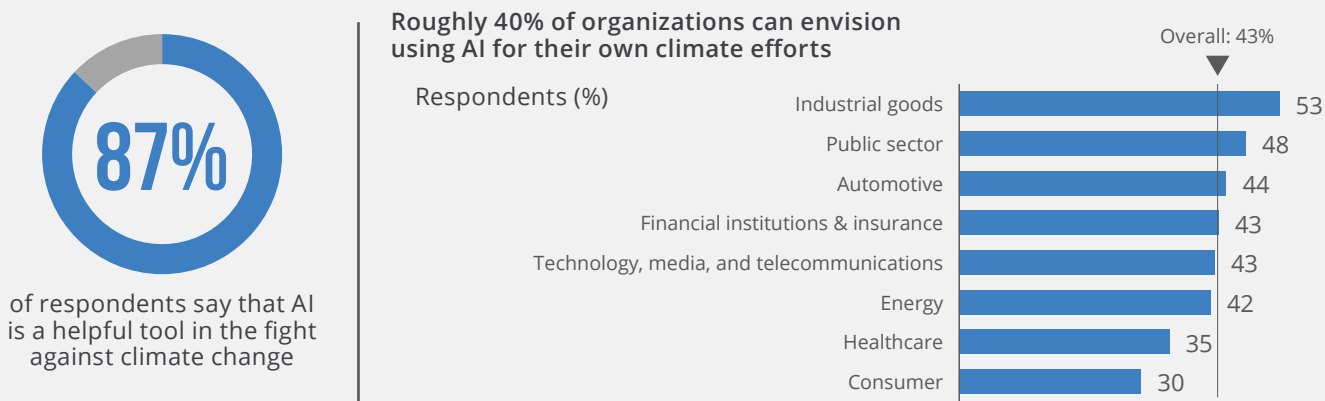 87%
of respondents say that AI
is a helpful tool in the fight
against climate change
Roughly 40% of organizations can envision
using AI for their own climate efforts
Respondents (%)
Overall: 43%
Industrial goods 53
Public sector 48
Automotive 44
Financial institutions & insurance 43
Technology, media, and telecommunications 43
Energy 42
Healthcare 35
Consumer 30